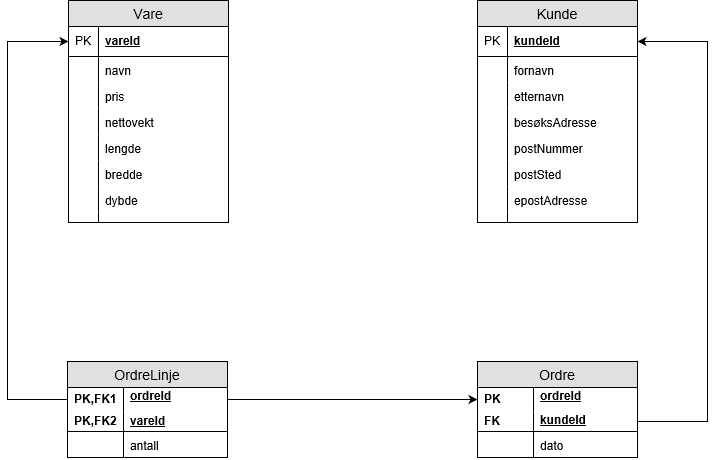 Vare
PK vareId
navn
pris
nettovekt
lengde
bredde
dybde
Kunde
PK kundeId
fornavn
etternavn
besøksAdresse
postNummer
postSted
epostAdresse
OrdreLinje
PK,FK1 ordreId
PK,FK2 vareId
antall
Ordre
PK ordreId
FK kundeId
dato